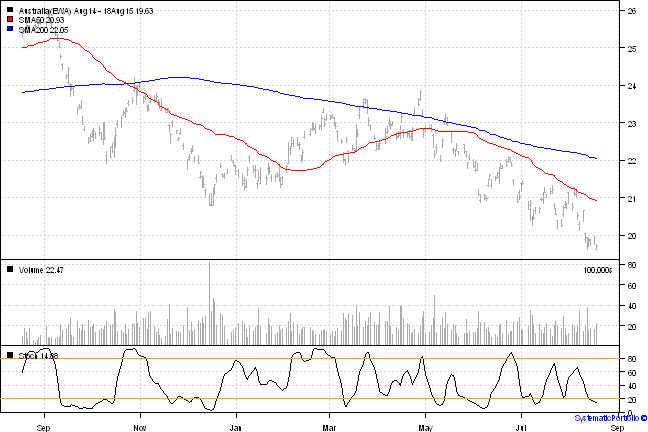 Australia(EWA) Aug14 - 18Aug15 19.63
SMA60 20.93
SMA200 22.05
26
25
24
23
22
21
20
Volume 22.47
100,000s
80
60
40
20
Stoch 14.88
80
60
40
20
0
Sep
Nov
Jan
Mar
May
Jul
Sep
SystematicPortfolio ©